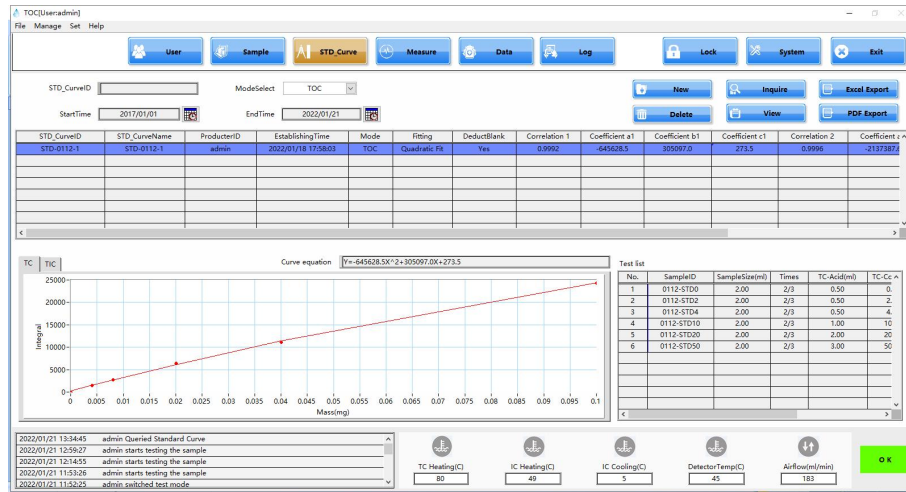 TOC[User:admin]
File Manage Set Help
User Sample STD_Curve Measure Data Log Lock System Exit
STD_CurveID ModeSelect TOC New Inquire Excel Export
StartTime 2017/01/01 EndTime 2022/01/21 Delete View PDF Export
STD_CurveID STD_CurveName ProducterID EstablishingTime Mode Fitting DeductBlank Correlation 1 Coefficient a1 Coefficient b1 Coefficient c1 Correlation 2 Coefficient
STD-0112-1 STD-0112-1 admin 2022/01/18 17:58:03 TOC Quadratic Fit Yes 0.9992 -645628.5 305097.0 273.5 0.9996 -2137387.
TC TIC Curve equation Y=-645628.5X^2+305097.0X+273.5 Test list
No. SampleID SampleSize(ml) Times TC-Acid(ml) TC-Cc
1 0112-STD0 2.00 2/3 0.50 0.
2 0112-STD2 2.00 2/3 0.50 2.
3 0112-STD4 2.00 2/3 0.50 4.
4 0112-STD10 2.00 2/3 1.00 10
5 0112-STD20 2.00 2/3 2.00 20
6 0112-STD50 2.00 2/3 3.00 50
25000
20000
15000
10000
5000
0
Integral
0 0.005 0.01 0.015 0.02 0.025 0.03 0.035 0.04 0.045 0.05 0.055 0.06 0.065 0.07 0.075 0.08 0.085 0.09 0.095 0.1
Mass(mg)
2022/01/21 13:34:45 admin Queried Standard Curve
2022/01/21 12:59:27 admin starts testing the sample
2022/01/21 12:14:55 admin starts testing the sample
2022/01/21 11:53:26 admin starts testing the sample
2022/01/21 11:52:25 admin switched test mode
TC Heating(C) IC Heating(C) IC Cooling(C) DetectorTemp(C) Airflow(ml/min)
80 49 5 45 183
O K